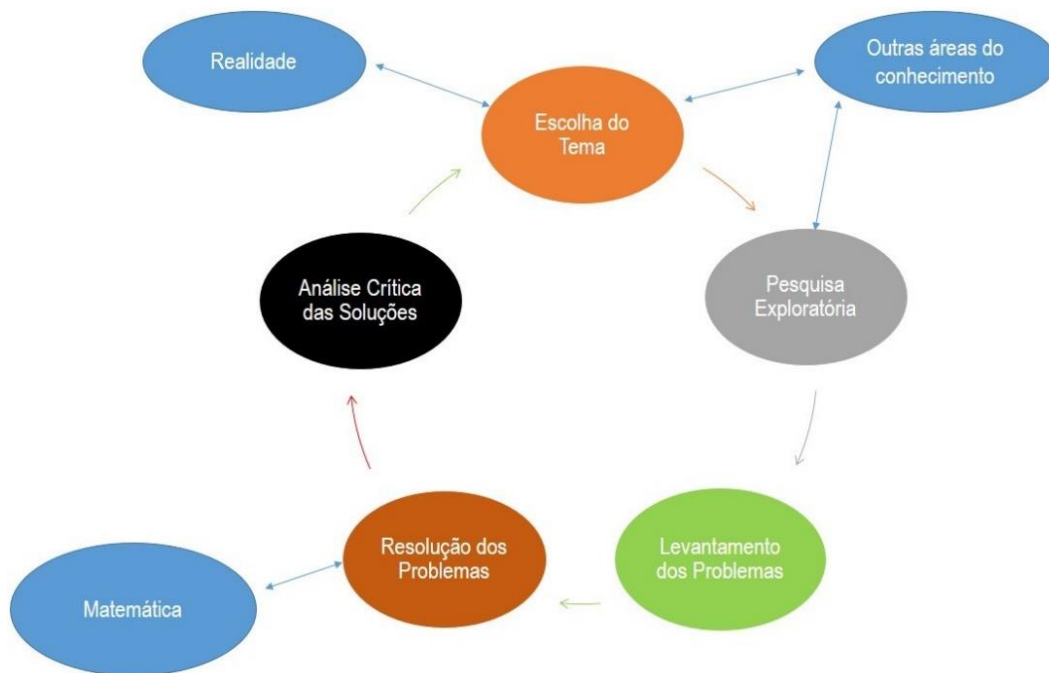 Realidade
Outras áreas do
conhecimento
Escolha do
Tema
Análise Crítica
das Soluções
Pesquisa
Exploratória
Resolução dos
Problemas
Levantamento
dos Problemas
Matemática